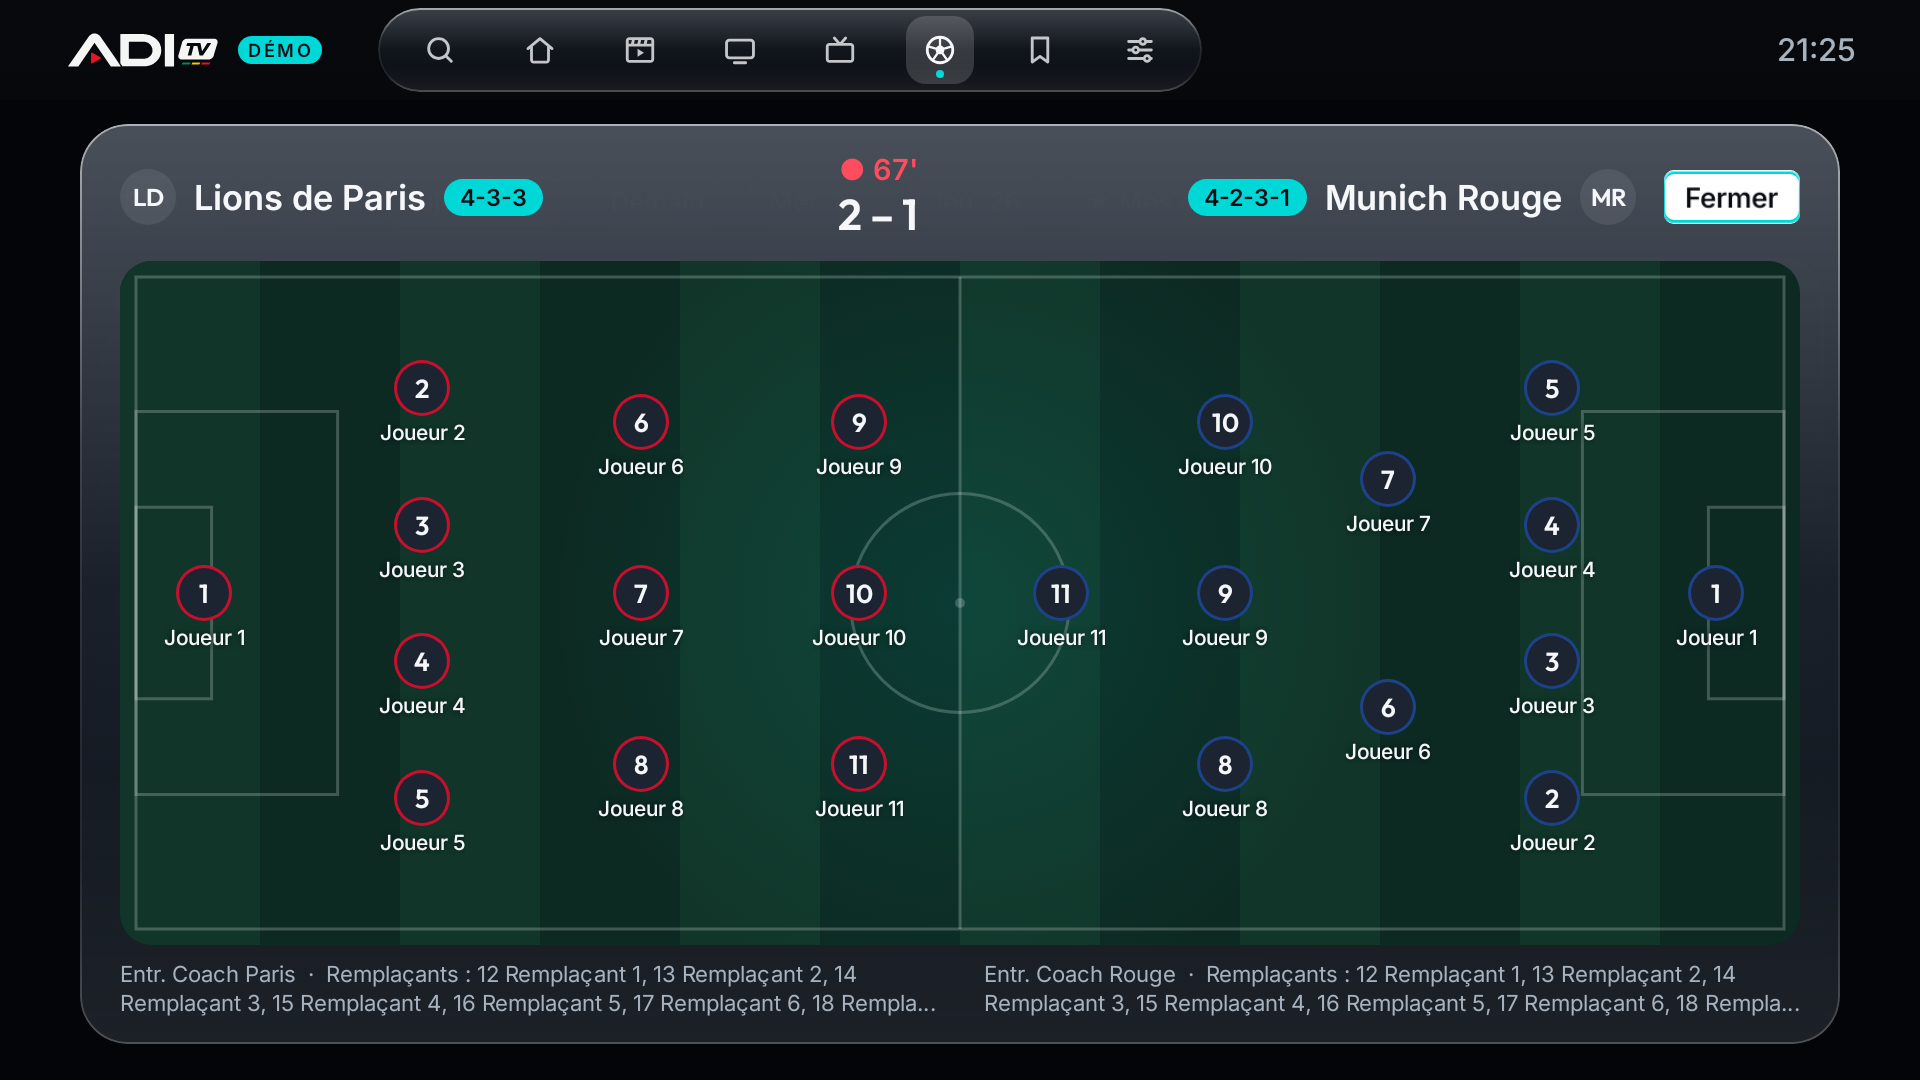 ADI TV DÉMO
21:25
LD Lions de Paris 4-3-3
67'
2 – 1
4-2-3-1 Munich Rouge MR Fermer
1
Joueur 1
2
Joueur 2
3
Joueur 3
4
Joueur 4
5
Joueur 5
6
Joueur 6
7
Joueur 7
8
Joueur 8
9
Joueur 9
10
Joueur 10
11
Joueur 11
11
Joueur 11
10
Joueur 10
9
Joueur 9
8
Joueur 8
7
Joueur 7
6
Joueur 6
5
Joueur 5
4
Joueur 4
3
Joueur 3
2
Joueur 2
1
Joueur 1
Entr. Coach Paris · Remplaçants : 12 Remplaçant 1, 13 Remplaçant 2, 14
Remplaçant 3, 15 Remplaçant 4, 16 Remplaçant 5, 17 Remplaçant 6, 18 Rempla...
Entr. Coach Rouge · Remplaçants : 12 Remplaçant 1, 13 Remplaçant 2, 14
Remplaçant 3, 15 Remplaçant 4, 16 Remplaçant 5, 17 Remplaçant 6, 18 Rempla...